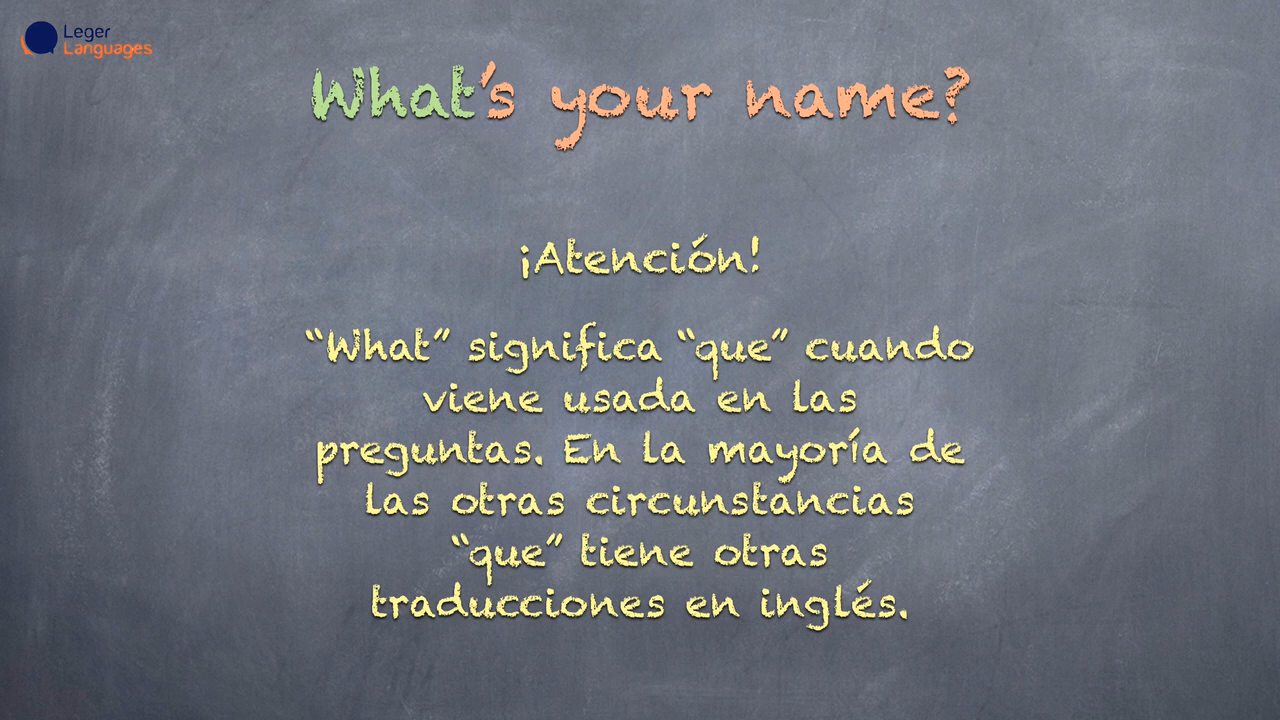 Leger
Languages
What’s your name?
¡Atención!
“What” significa “que” cuando
viene usada en las
preguntas. En la mayoría de
las otras circunstancias
“que” tiene otras
traducciones en inglés.